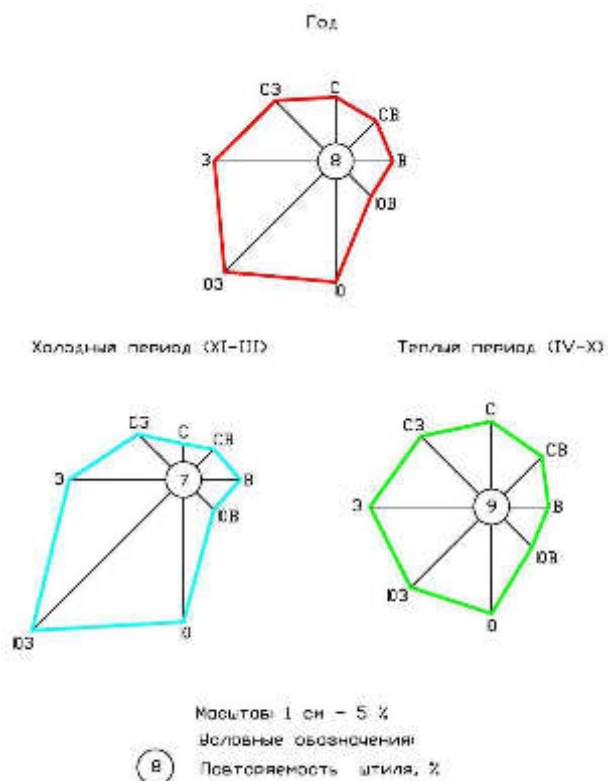 Год
С
СЗ
СВ
З
8
В
ЮВ
ЮЗ
Ю
Холодный период (XI-III)
Теплый период (IV-X)
С
СЗ
СВ
З
7
В
ЮВ
ЮЗ
Ю
С
СЗ
СВ
З
9
В
ЮВ
ЮЗ
Ю
Масштаб: 1 см - 5 %
Условные обозначения:
8 Повторяемость штиля, %